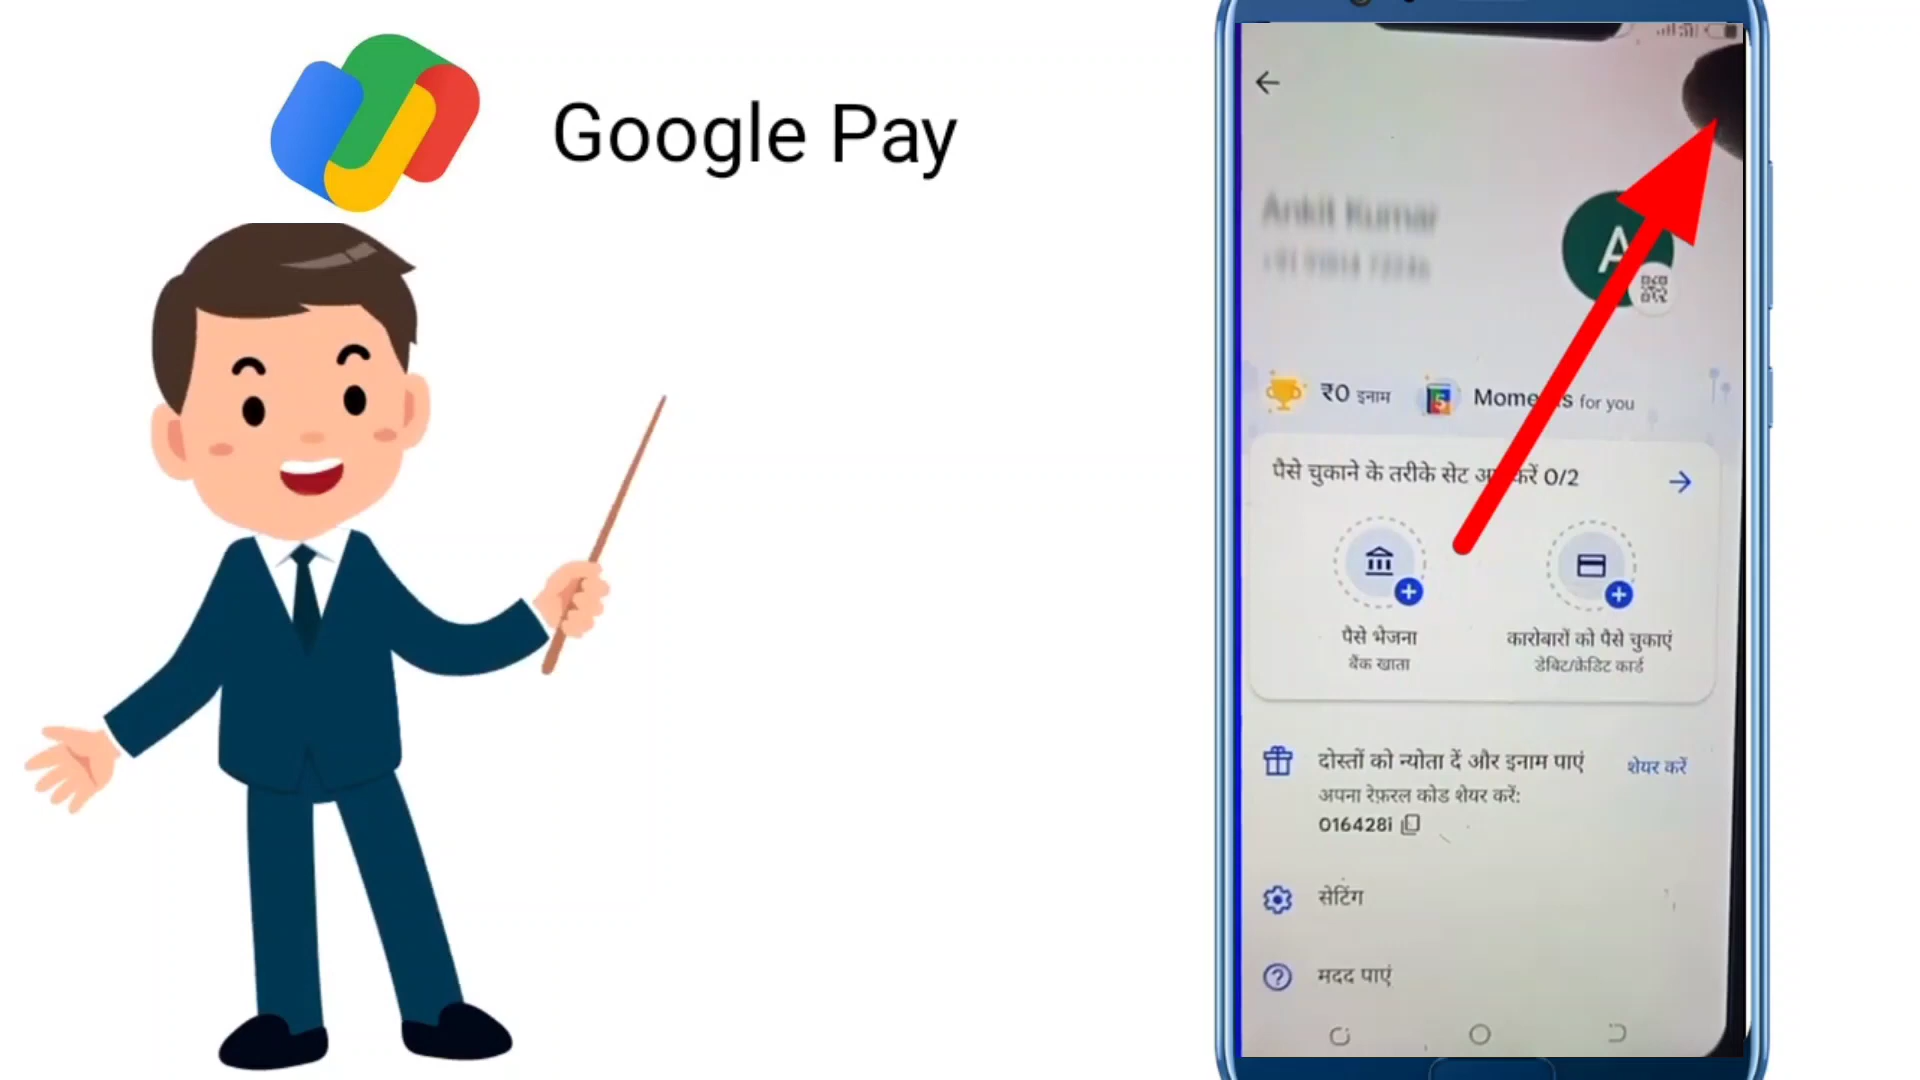 Google Pay
A
₹0 इनाम
for you
पैसे चुकाने के तरीके सेट करें 0/2
पैसे भेजना
बैंक खाता
कारोबारों को पैसे चुकाएं
डेबिट/क्रेडिट कार्ड
दोस्तों को न्योता दें और इनाम पाएं
शेयर करें
अपना रेफ़रल कोड शेयर करें:
016428i
सेटिंग
मदद पाएं